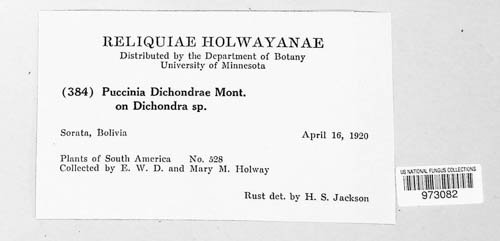 RELIQUIAE HOLWAYANAE
Distributed by the Department of Botany
University of Minnesota
(384) Puccinia Dichondrae Mont.
on Dichondra sp.
Sorata, Bolivia April 16, 1920
Plants of South America No. 528
Collected by E. W. D. and Mary M. Holway
Rust det. by H. S. Jackson
US NATIONAL FUNGUS COLLECTIONS
973082